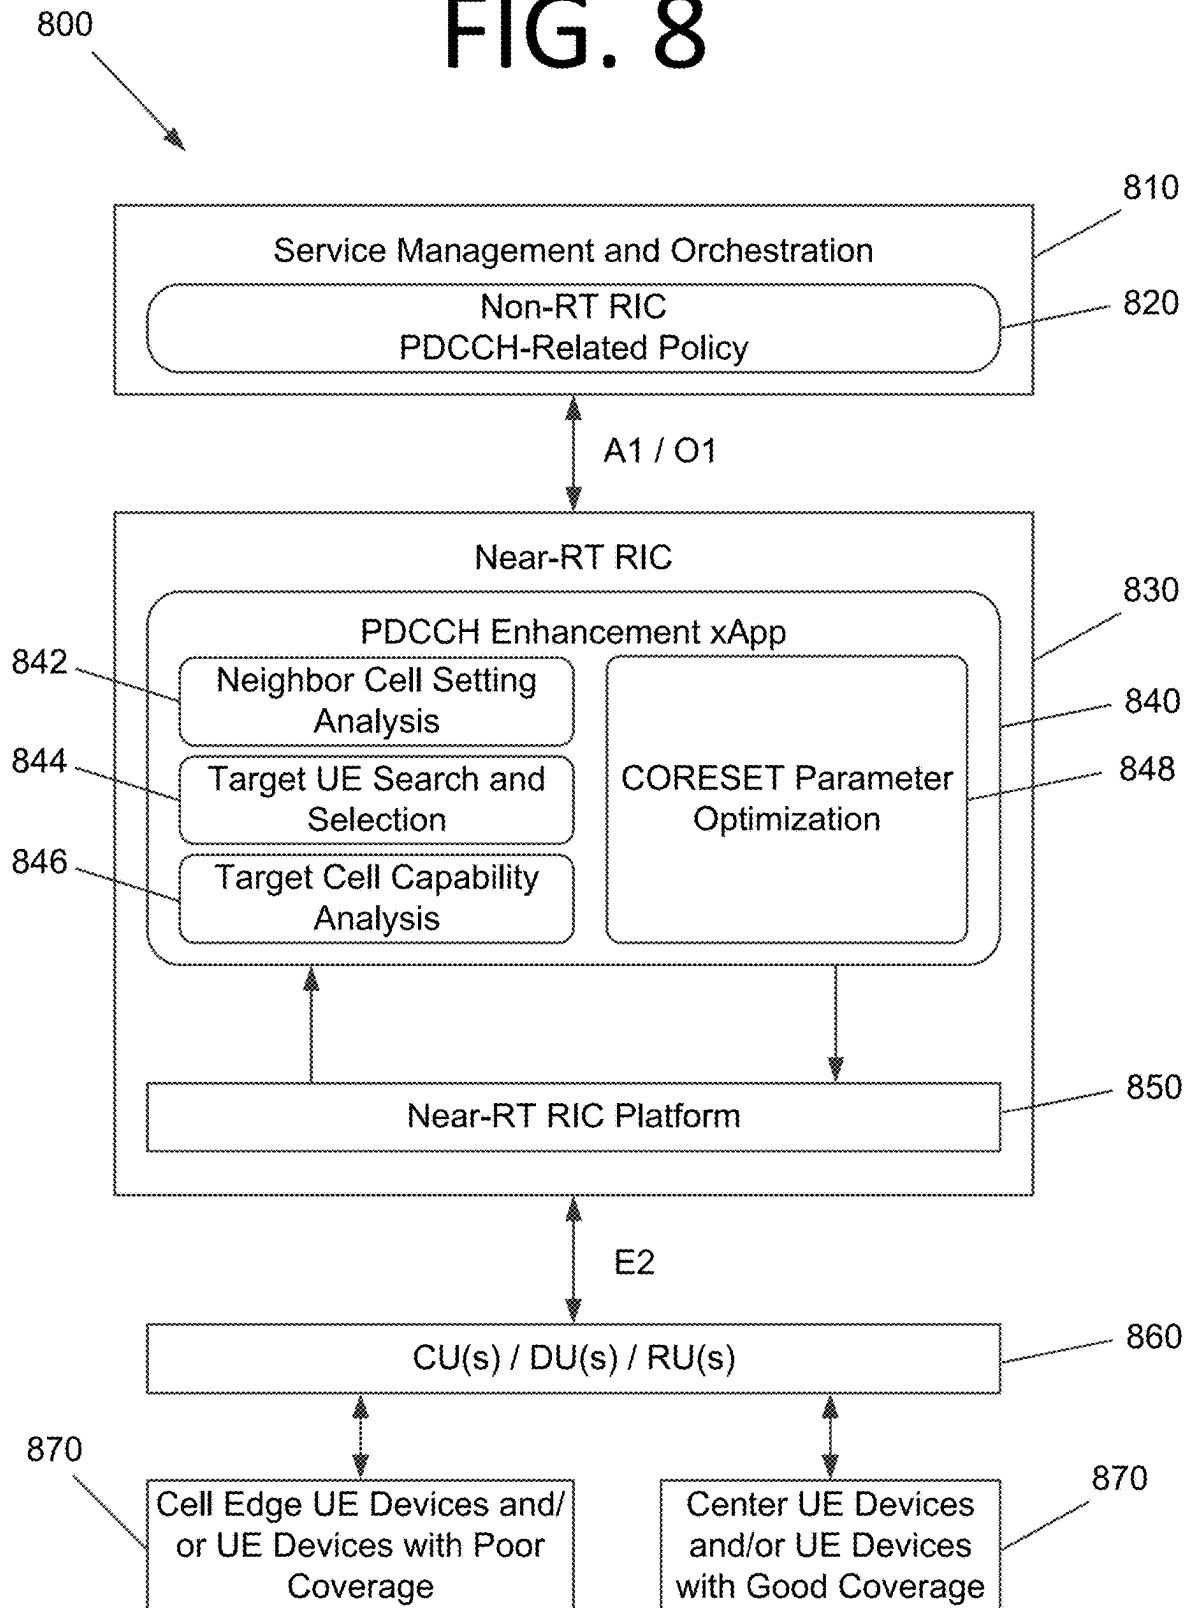 FIG. 8
800
810
Service Management and Orchestration
820
Non-RT RIC
PDCCH-Related Policy
A1 / O1
Near-RT RIC
830
PDCCH Enhancement xApp
842
Neighbor Cell Setting
Analysis
840
844
Target UE Search and
Selection
848
CORESET Parameter
Optimization
846
Target Cell Capability
Analysis
850
Near-RT RIC Platform
E2
860
CU(s) / DU(s) / RU(s)
870
Cell Edge UE Devices and/
or UE Devices with Poor
Coverage
870
Center UE Devices
and/or UE Devices
with Good Coverage